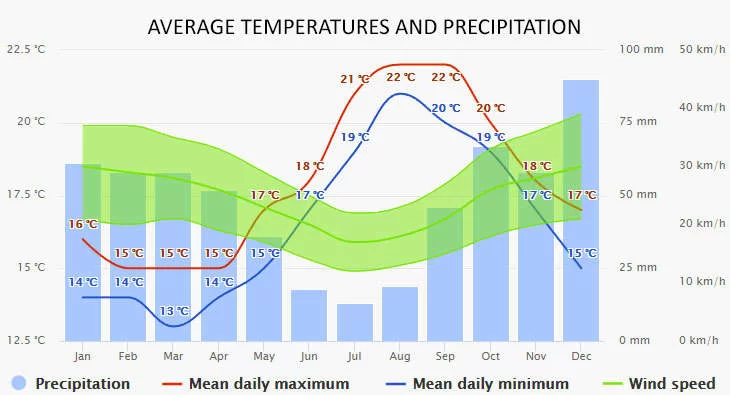 AVERAGE TEMPERATURES AND PRECIPITATION
22.5 °C 100 mm 50 km/h
22 °C 22 °C
21 °C
20 °C 20 °C
20 °C 75 mm 40 km/h
19 °C 19 °C
18 °C 18 °C
17.5 °C 17 °C 17 °C 17 °C 17 °C 50 mm 30 km/h
16 °C 20 km/h
15 °C 15 °C 15 °C 15 °C 15 °C
15 °C 25 mm 10 km/h
14 °C 14 °C 14 °C
13 °C
12.5 °C 0 mm 0 km/h
Jan Feb Mar Apr May Jun Jul Aug Sep Oct Nov Dec
Precipitation Mean daily maximum Mean daily minimum Wind speed